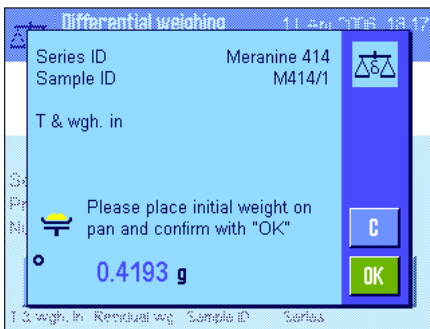 Differential weighing 11 Apr 2006 18:17
Series ID Meranine 414
Sample ID M414/1
T & wgh. in
Please place initial weight on
pan and confirm with "OK"
C
0.4193 g
OK
T & wgh. in Residual wg Sample ID Series